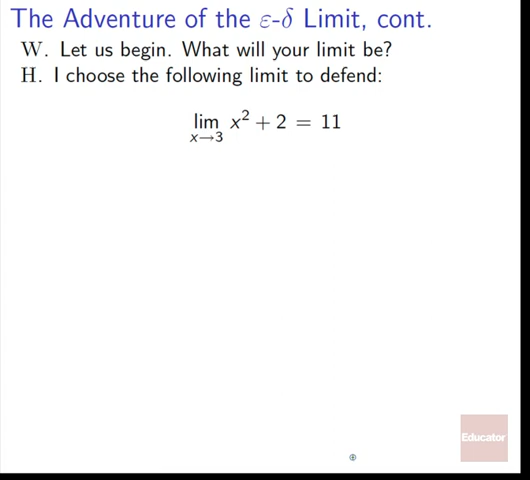 The Adventure of the ε-δ Limit, cont.
W. Let us begin. What will your limit be?
H. I choose the following limit to defend:
lim x² + 2 = 11
x→3
Educator